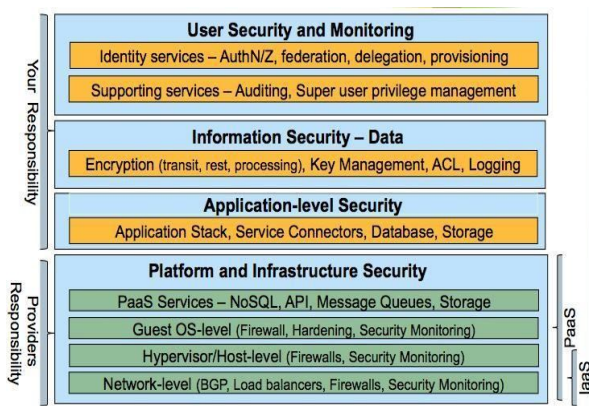 User Security and Monitoring
Identity services – AuthN/Z, federation, delegation, provisioning
Supporting services – Auditing, Super user privilege management
Information Security – Data
Encryption (transit, rest, processing), Key Management, ACL, Logging
Application-level Security
Application Stack, Service Connectors, Database, Storage
Your Responsibility
Platform and Infrastructure Security
PaaS Services – NoSQL, API, Message Queues, Storage
Guest OS-level (Firewall, Hardening, Security Monitoring)
Hypervisor/Host-level (Firewalls, Security Monitoring)
Network-level (BGP, Load balancers, Firewalls, Security Monitoring)
Providers
Responsibility
PaaS
IaaS